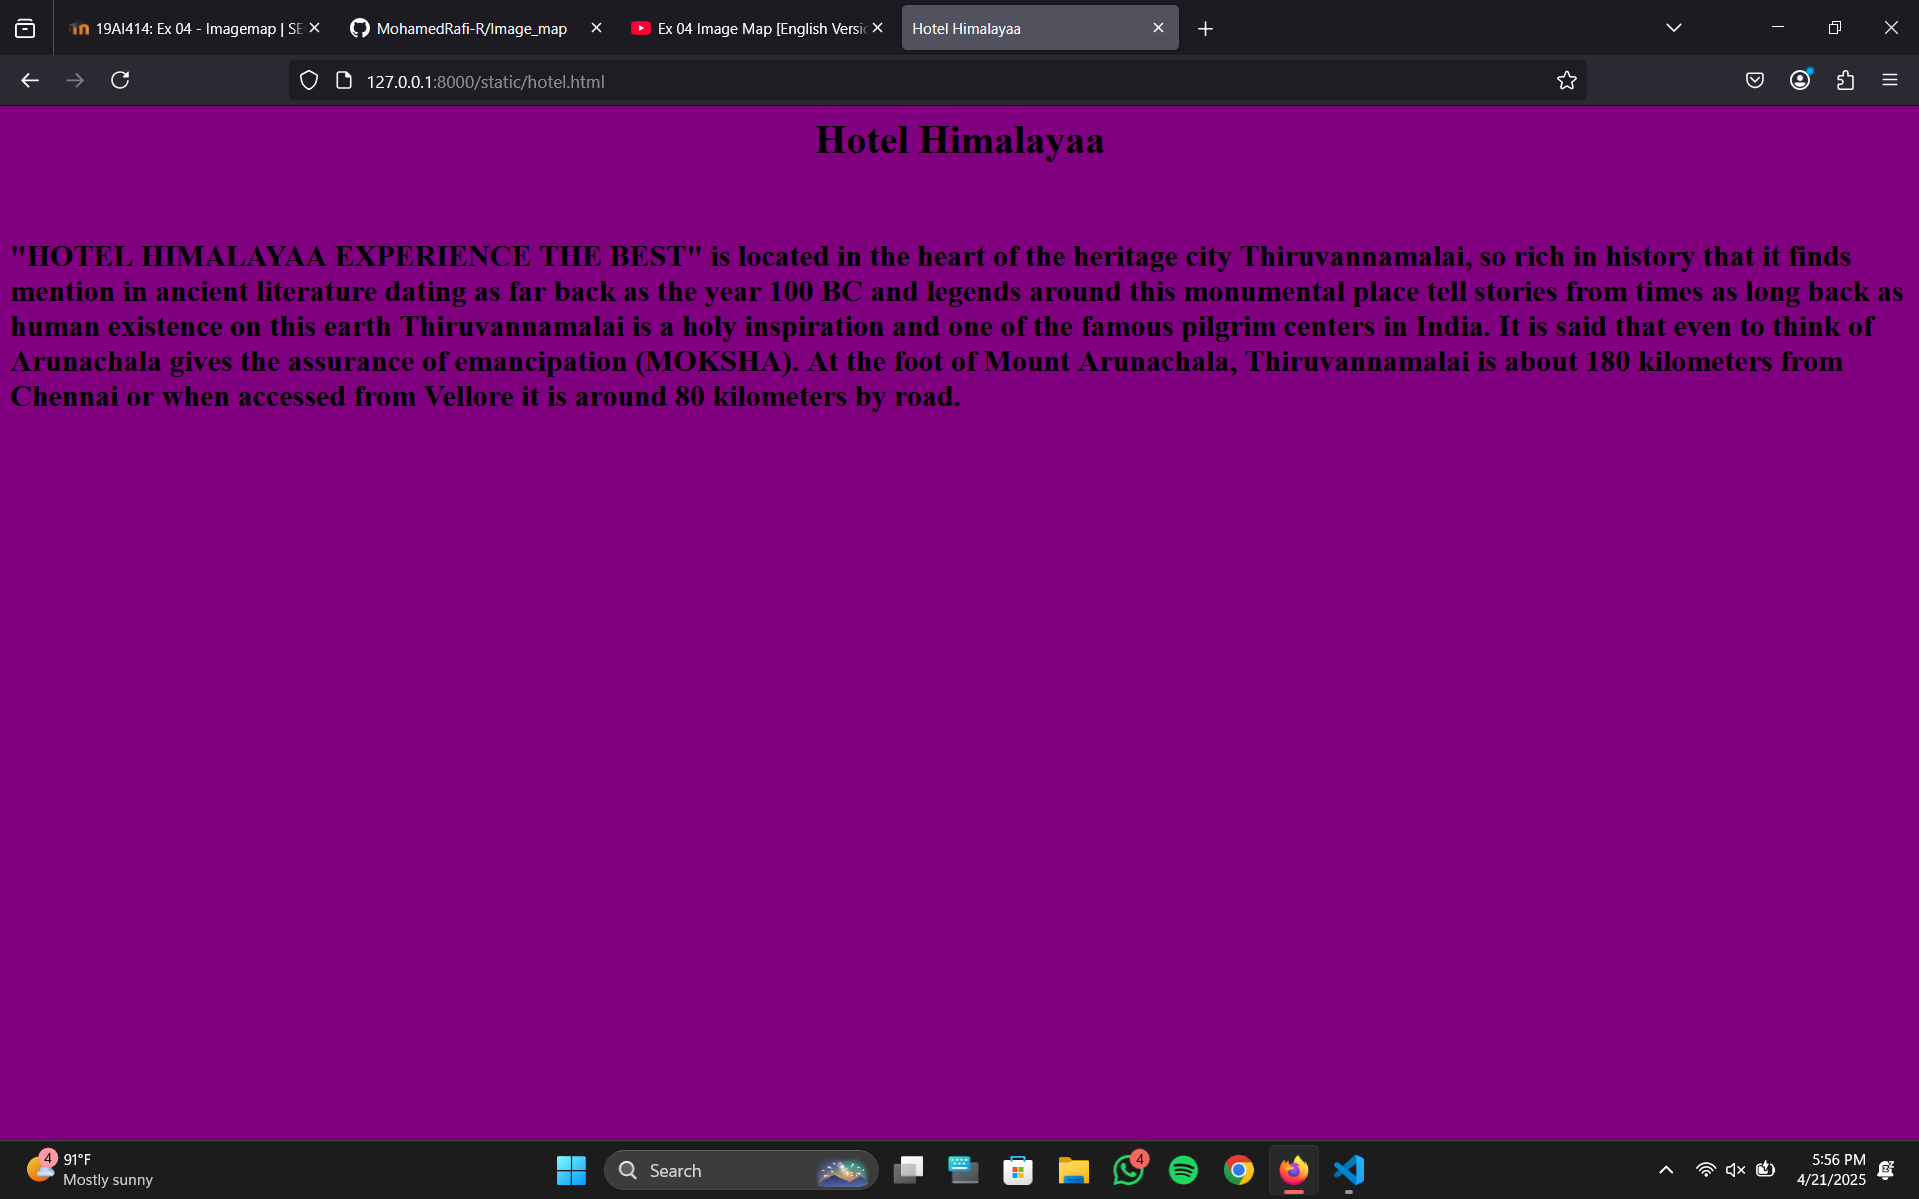 19AI414: Ex 04 - Imagemap | SE
MohamedRafi-R/Image_map
Ex 04 Image Map [English Versio
Hotel Himalayaa
127.0.0.1:8000/static/hotel.html
Hotel Himalayaa
"HOTEL HIMALAYAA EXPERIENCE THE BEST" is located in the heart of the heritage city Thiruvannamalai, so rich in history that it finds
mention in ancient literature dating as far back as the year 100 BC and legends around this monumental place tell stories from times as long back as
human existence on this earth Thiruvannamalai is a holy inspiration and one of the famous pilgrim centers in India. It is said that even to think of
Arunachala gives the assurance of emancipation (MOKSHA). At the foot of Mount Arunachala, Thiruvannamalai is about 180 kilometers from
Chennai or when accessed from Vellore it is around 80 kilometers by road.
4
91°F
Mostly sunny
Search
4
5:56 PM
4/21/2025